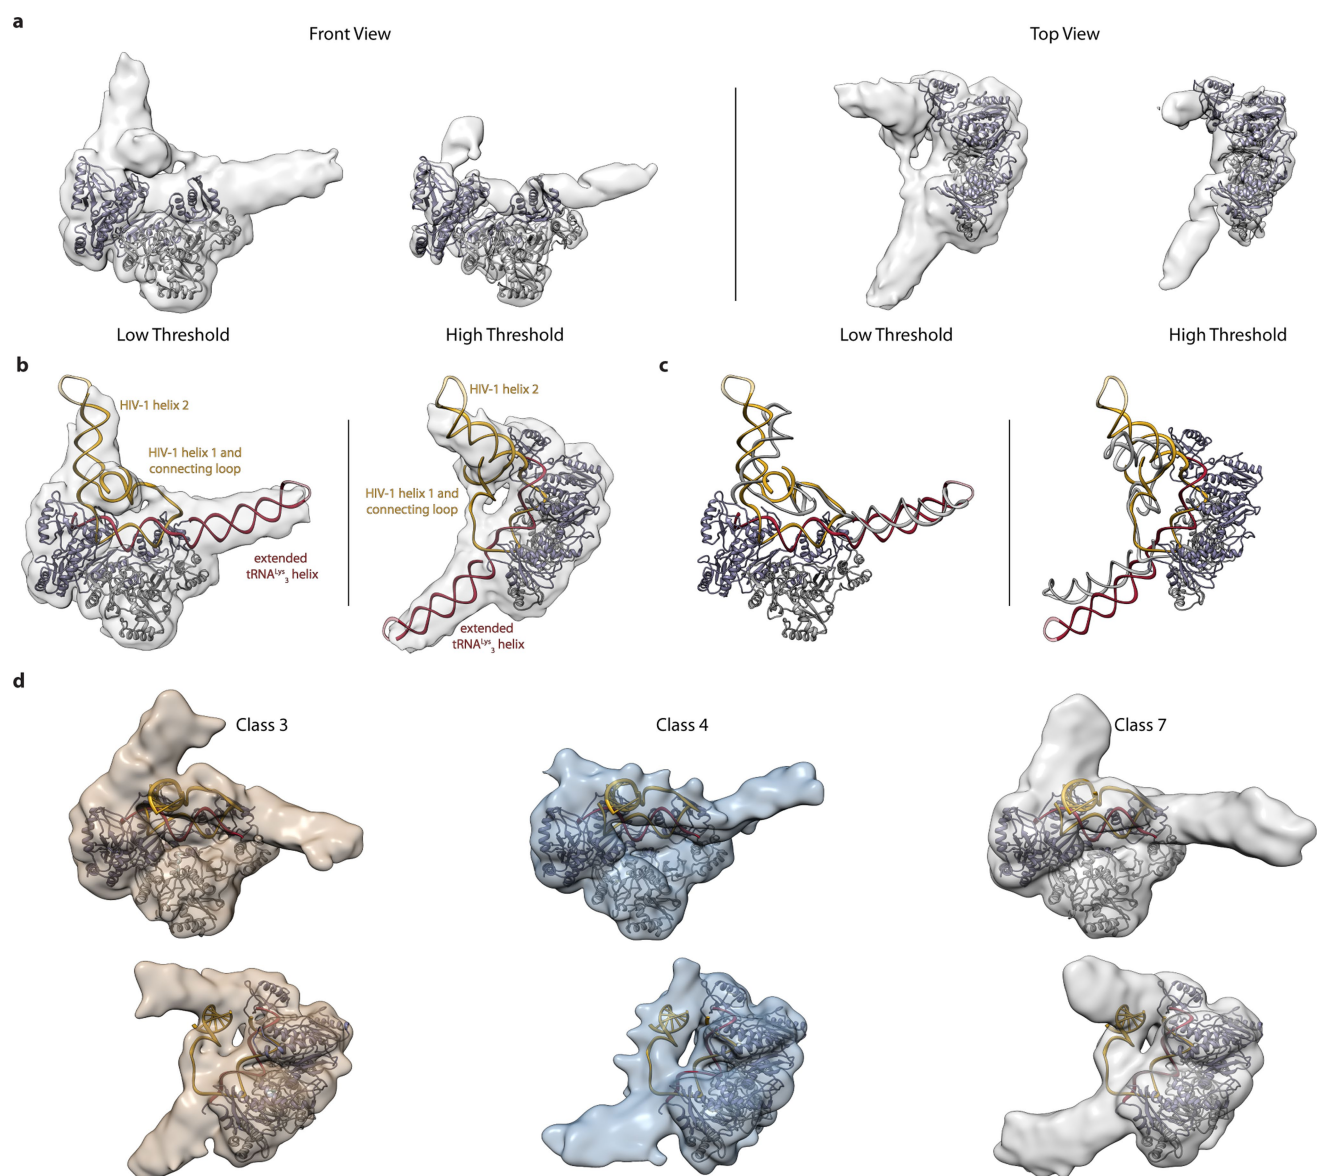 a
Front View
Top View
Low Threshold
High Threshold
Low Threshold
High Threshold
b
HIV-1 helix 2
HIV-1 helix 1 and
connecting loop
extended
tRNAᴸʸˢ₃ helix
HIV-1 helix 2
HIV-1 helix 1 and
connecting loop
extended
tRNAᴸʸˢ₃ helix
c
d
Class 3
Class 4
Class 7